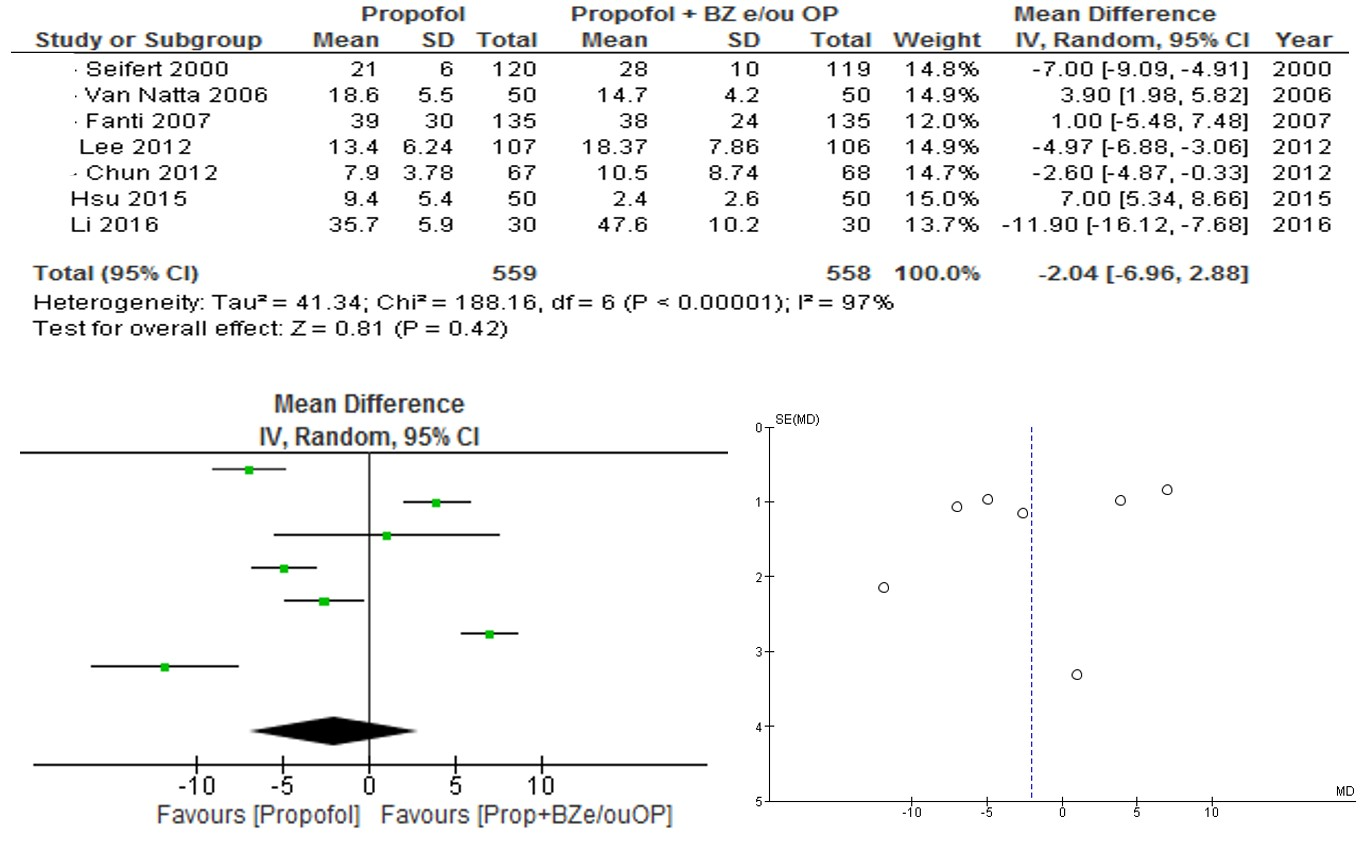 Propofol Propofol + BZ e/ou OP Mean Difference
Study or Subgroup Mean SD Total Mean SD Total Weight IV, Random, 95% CI Year
· Seifert 2000 21 6 120 28 10 119 14.8% -7.00 [-9.09, -4.91] 2000
· Van Natta 2006 18.6 5.5 50 14.7 4.2 50 14.9% 3.90 [1.98, 5.82] 2006
· Fanti 2007 39 30 135 38 24 135 12.0% 1.00 [-5.48, 7.48] 2007
Lee 2012 13.4 6.24 107 18.37 7.86 106 14.9% -4.97 [-6.88, -3.06] 2012
· Chun 2012 7.9 3.78 67 10.5 8.74 68 14.7% -2.60 [-4.87, -0.33] 2012
Hsu 2015 9.4 5.4 50 2.4 2.6 50 15.0% 7.00 [5.34, 8.66] 2015
Li 2016 35.7 5.9 30 47.6 10.2 30 13.7% -11.90 [-16.12, -7.68] 2016
Total (95% CI) 559 558 100.0% -2.04 [-6.96, 2.88]
Heterogeneity: Tau² = 41.34; Chi² = 188.16, df = 6 (P < 0.00001); I² = 97%
Test for overall effect: Z = 0.81 (P = 0.42)
Mean Difference
IV, Random, 95% CI
-10 -5 0 5 10
Favours [Propofol] Favours [Prop+BZe/ouOP]
SE(MD)
0
1
2
3
4
5
MD
-10 -5 0 5 10